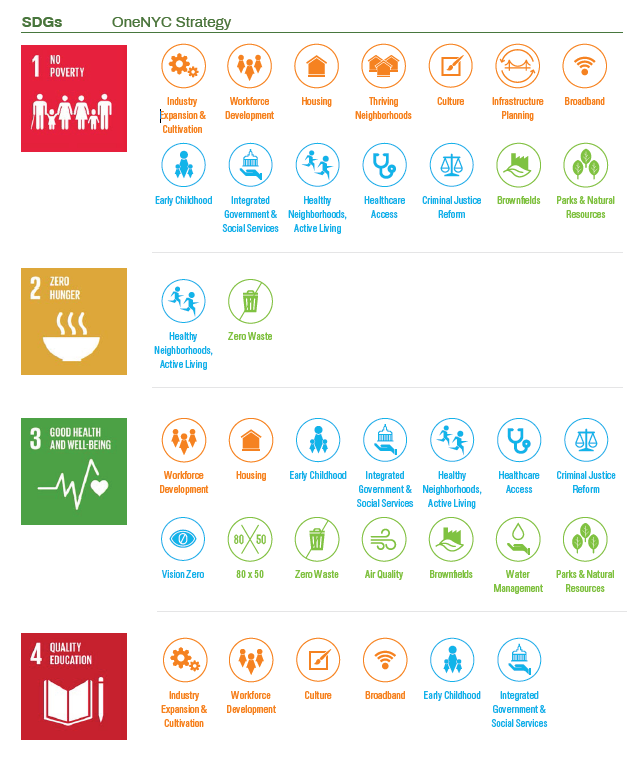 SDGs OneNYC Strategy
1 NO
POVERTY
Industry
Expansion &
Cultivation
Workforce
Development
Housing
Thriving
Neighborhoods
Culture
Infrastructure
Planning
Broadband
Early Childhood
Integrated
Government &
Social Services
Healthy
Neighborhoods,
Active Living
Healthcare
Access
Criminal Justice
Reform
Brownfields
Parks & Natural
Resources
2 ZERO
HUNGER
Healthy
Neighborhoods,
Active Living
Zero Waste
3 GOOD HEALTH
AND WELL-BEING
Workforce
Development
Housing
Early Childhood
Integrated
Government &
Social Services
Healthy
Neighborhoods,
Active Living
Healthcare
Access
Criminal Justice
Reform
Vision Zero
80 50
80 x 50
Zero Waste
Air Quality
Brownfields
Water
Management
Parks & Natural
Resources
4 QUALITY
EDUCATION
Industry
Expansion &
Cultivation
Workforce
Development
Culture
Broadband
Early Childhood
Integrated
Government &
Social Services